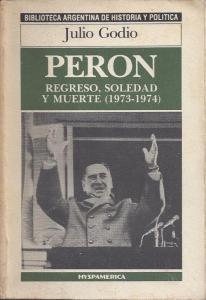 BIBLIOTECA ARGENTINA DE HISTORIA Y POLITICA
Julio Godio
PERON
REGRESO, SOLEDAD
Y MUERTE (1973-1974)
HYSPAMERICA